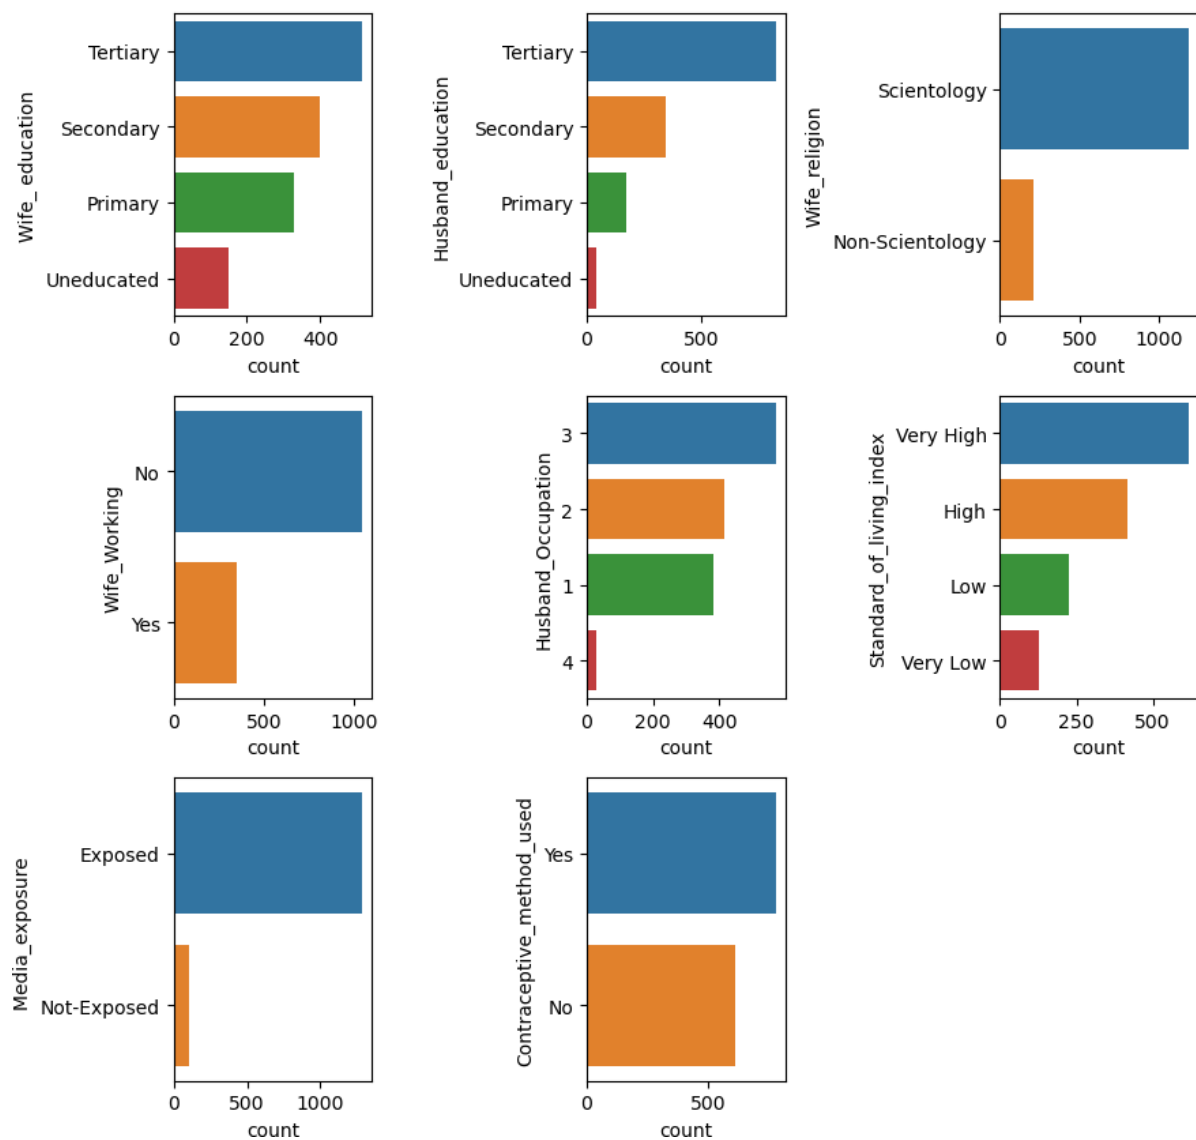 Wife_ education
Tertiary
Secondary
Primary
Uneducated
0 200 400
count
Husband_education
Tertiary
Secondary
Primary
Uneducated
0 500
count
Wife_religion
Scientology
Non-Scientology
0 500 1000
count
Wife_Working
No
Yes
0 500 1000
count
Husband_Occupation
3
2
1
4
0 200 400
count
Standard_of_living_index
Very High
High
Low
Very Low
0 250 500
count
Media_exposure
Exposed
Not-Exposed
0 500 1000
count
Contraceptive_method_used
Yes
No
0 500
count